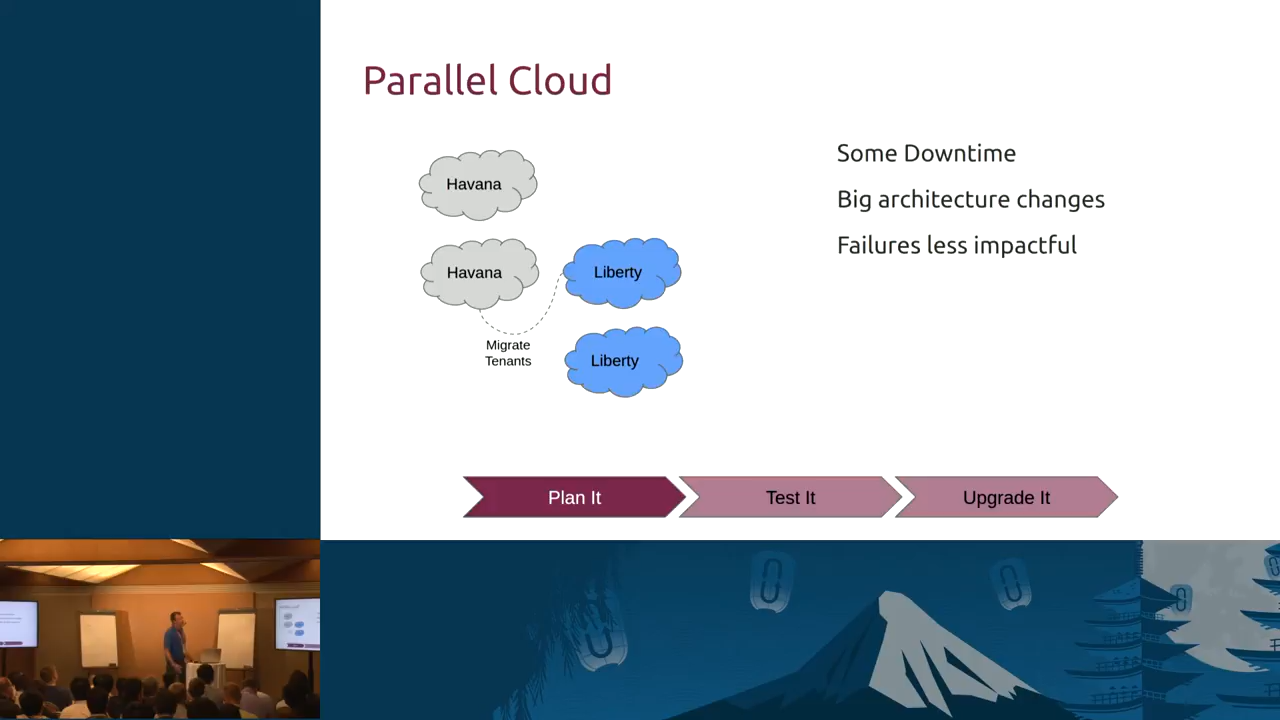 Parallel Cloud
Havana
Havana
Liberty
Migrate
Tenants
Liberty
Some Downtime
Big architecture changes
Failures less impactful
Plan It
Test It
Upgrade It